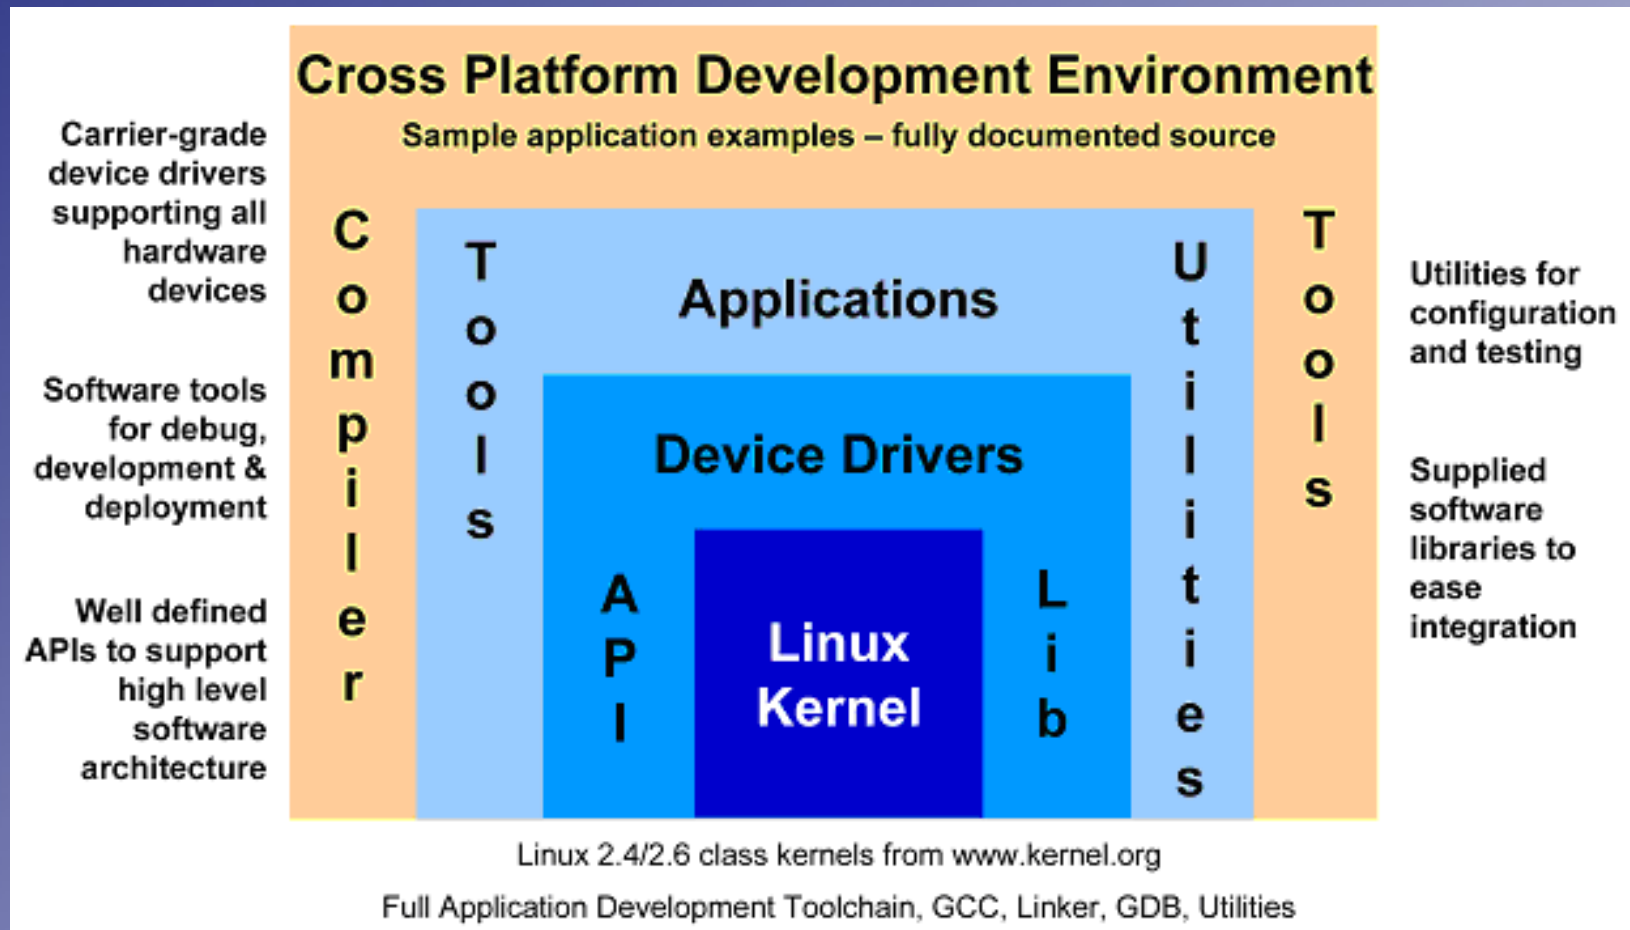 Cross Platform Development Environment
Sample application examples – fully documented source
Carrier-grade
device drivers
supporting all
hardware
devices
Software tools
for debug,
development &
deployment
Well defined
APIs to support
high level
software
architecture
Compiler
Tools
Applications
Device Drivers
API
Linux
Kernel
Lib
Utilities
Tools
Utilities for
configuration
and testing
Supplied
software
libraries to
ease
integration
Linux 2.4/2.6 class kernels from www.kernel.org
Full Application Development Toolchain, GCC, Linker, GDB, Utilities